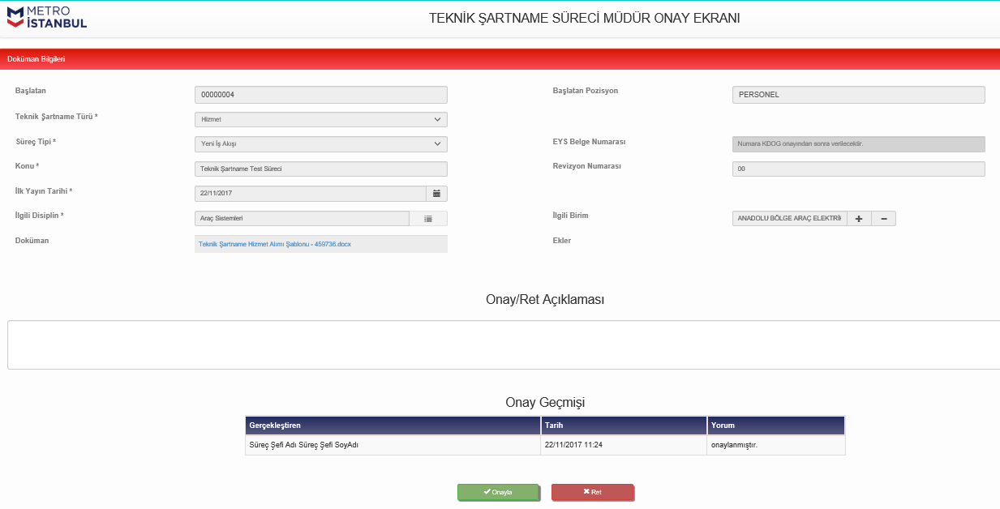 METRO
İSTANBUL
TEKNİK ŞARTNAME SÜRECİ MÜDÜR ONAY EKRANI
Doküman Bilgileri
Başlatan 00000004 Başlatan Pozisyon PERSONEL
Teknik Şartname Türü * Hizmet
Süreç Tipi * Yeni İş Akışı EYS Belge Numarası Numara KDOG onayından sonra verilecektir.
Konu * Teknik Şartname Test Süreci Revizyon Numarası 00
İlk Yayın Tarihi * 22/11/2017
İlgili Disiplin * Araç Sistemleri İlgili Birim ANADOLU BÖLGE ARAÇ ELEKTRİK
Doküman Teknik Şartname Hizmet Alımı Şablonu - 459736.docx Ekler
Onay/Ret Açıklaması
Onay Geçmişi
Gerçekleştiren Tarih Yorum
Süreç Şefi Adı Süreç Şefi SoyAdı 22/11/2017 11:24 onaylanmıştır.
Onayla Ret